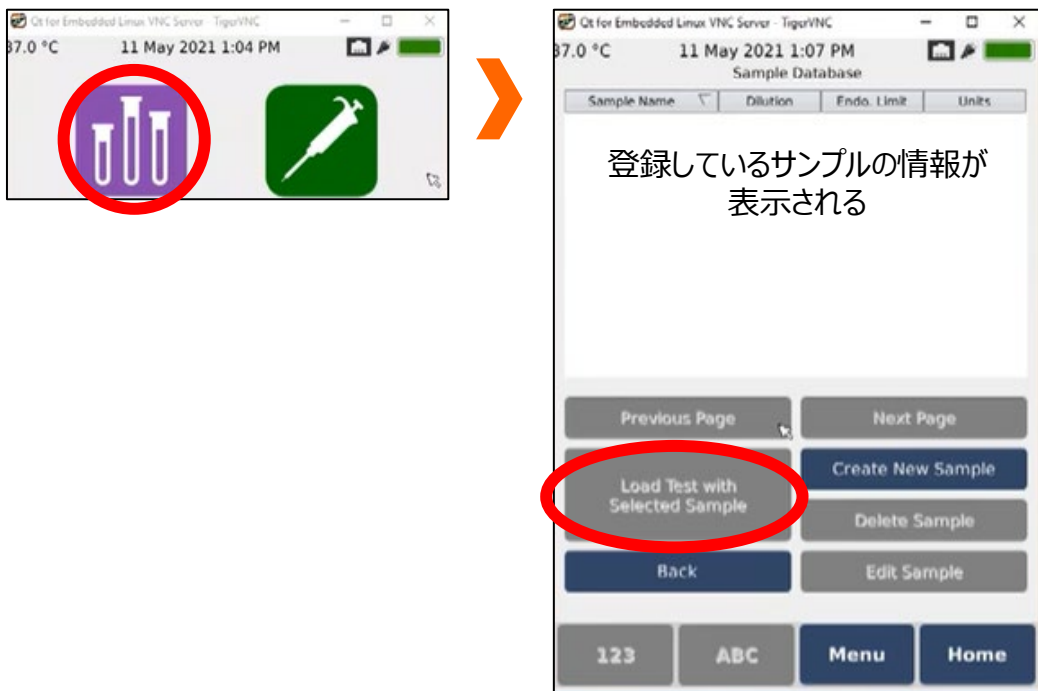 Qt for Embedded Linux VNC Server - TigerVNC
37.0 °C 11 May 2021 1:04 PM
Qt for Embedded Linux VNC Server - TigerVNC
37.0 °C 11 May 2021 1:07 PM
Sample Database
Sample Name Dilution Endo. Limit Units
登録しているサンプルの情報が
表示される
Previous Page Next Page
Load Test with
Selected Sample
Create New Sample
Delete Sample
Back Edit Sample
123 ABC Menu Home